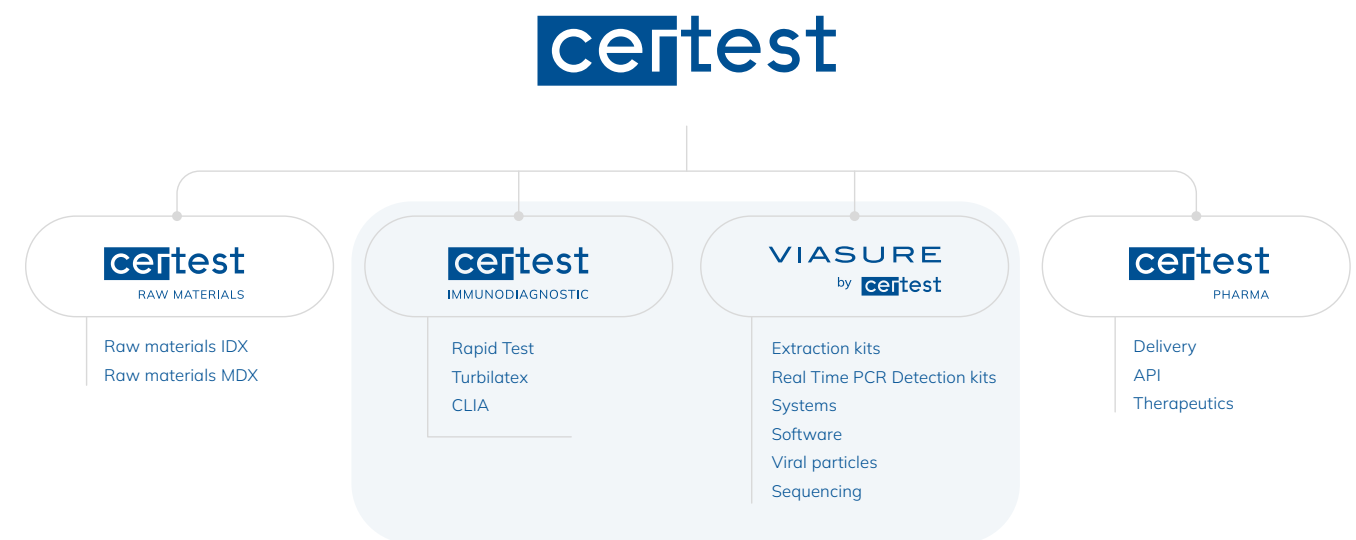 certest
certest
RAW MATERIALS
Raw materials IDX
Raw materials MDX
certest
IMMUNODIAGNOSTIC
Rapid Test
Turbilatex
CLIA
VIASURE
by certest
Extraction kits
Real Time PCR Detection kits
Systems
Software
Viral particles
Sequencing
certest
PHARMA
Delivery
API
Therapeutics